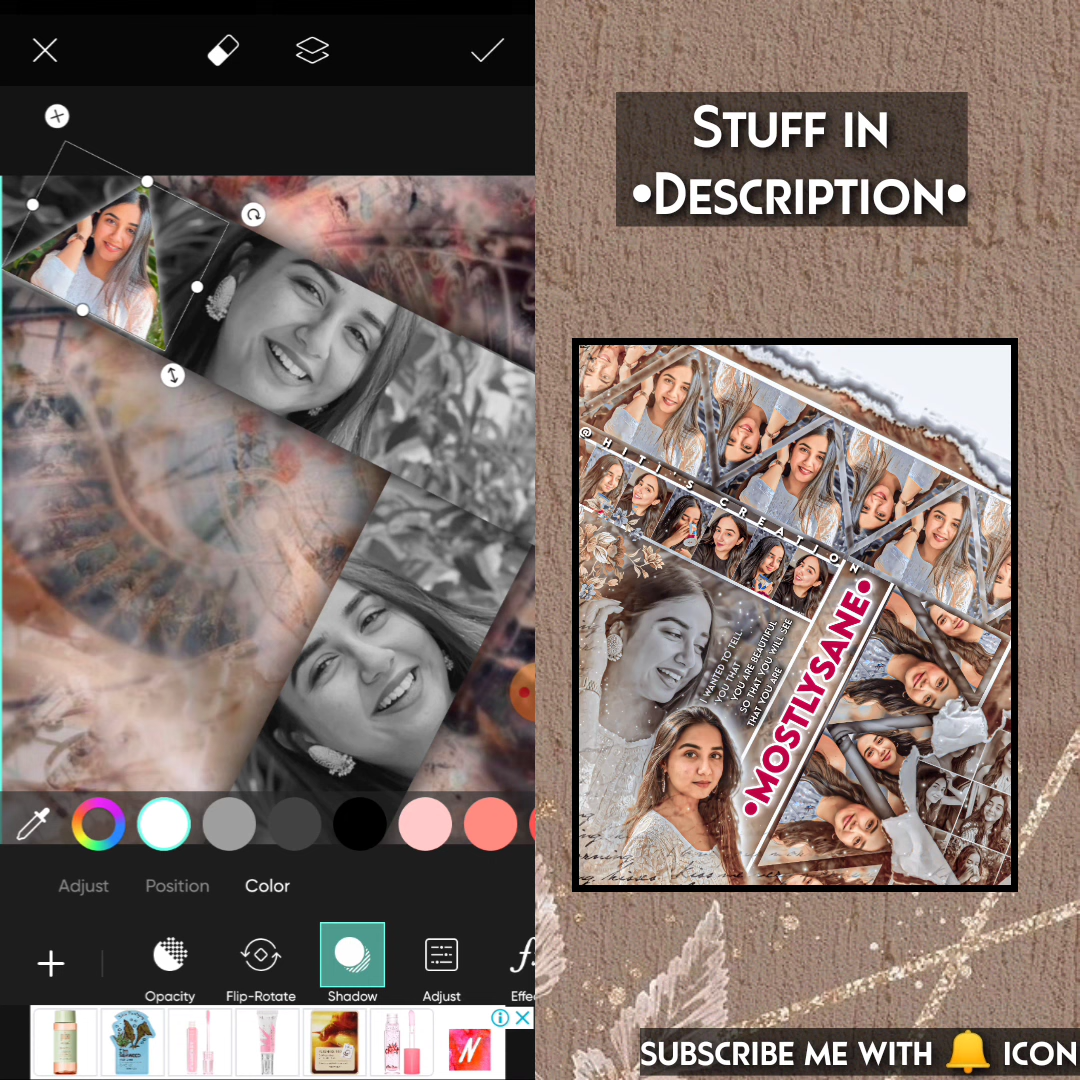 STUFF IN
•DESCRIPTION•
@HITI'S CREATION
I WANTED TO TELL
YOU THAT
YOU ARE BEAUTIFUL
SO THAT YOU WILL SEE
THAT YOU ARE
•MOSTLYSANE•
Adjust
Position
Color
Opacity
Flip-Rotate
Shadow
Adjust
Effe
N
SUBSCRIBE ME WITH 🔔 ICON